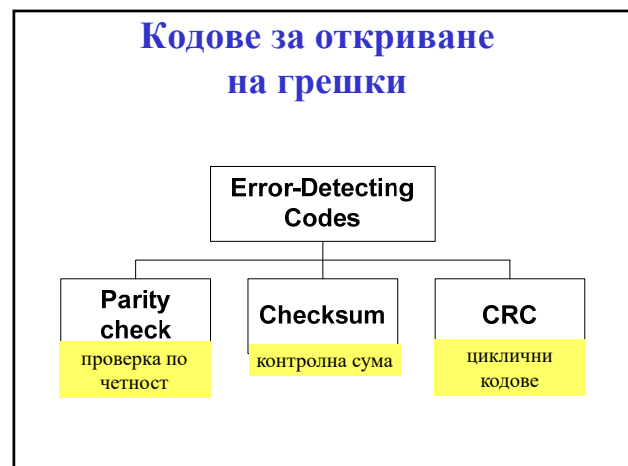 Кодове за откриване
на грешки
Error-Detecting
Codes
Parity
check
проверка по
четност
Checksum
контролна сума
CRC
циклични
кодове